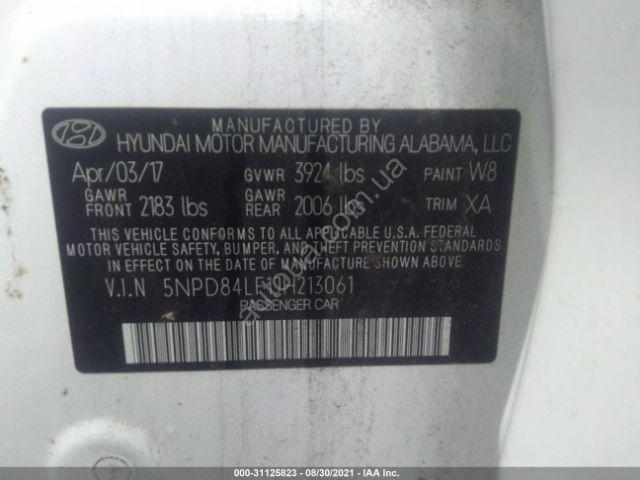 MANUFACTURED BY
HYUNDAI MOTOR MANUFACTURING ALABAMA, LLC
Apr/03/17 GVWR 3924 lbs PAINT W8
GAWR FRONT 2183 lbs GAWR REAR 2006 lbs TRIM XA
THIS VEHICLE CONFORMS TO ALL APPLICABLE U.S.A. FEDERAL
MOTOR VEHICLE SAFETY, BUMPER, AND THEFT PREVENTION STANDARDS
IN EFFECT ON THE DATE OF MANUFACTURE SHOWN ABOVE
V.I.N
PASSENGER CAR
autobid.com.ua
000-31125823 - 08/30/2021 - IAA Inc.